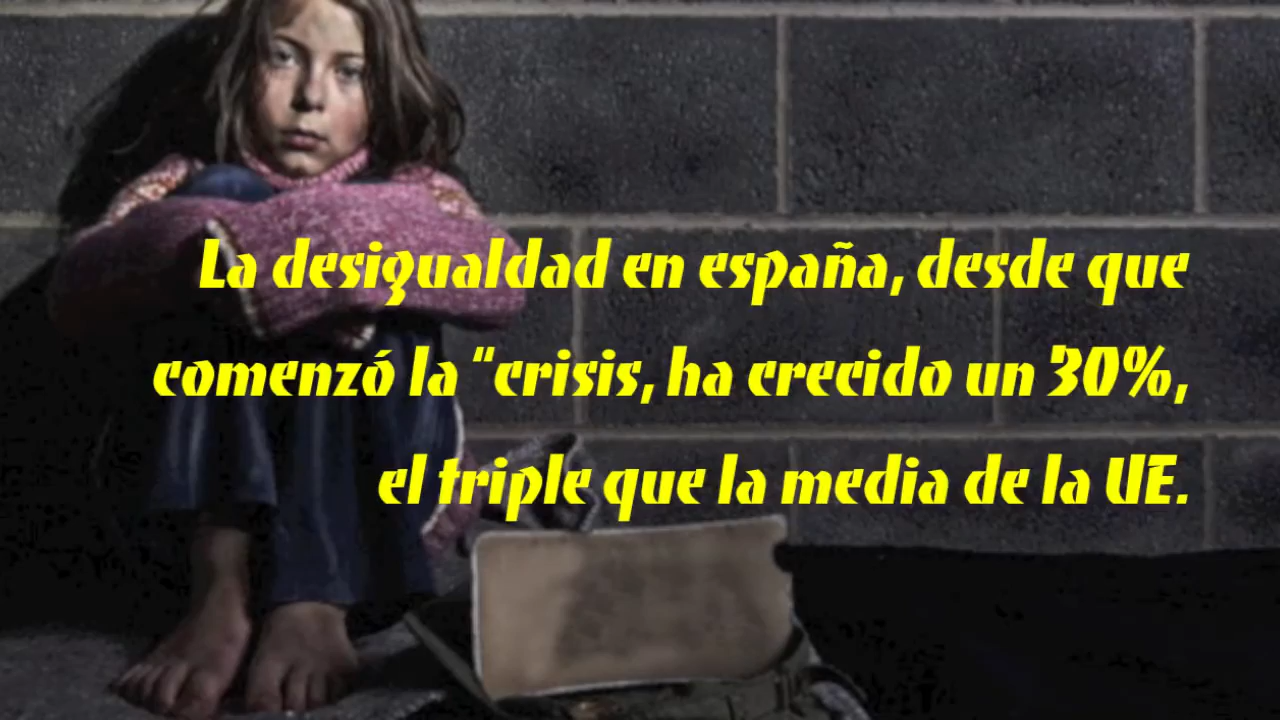 La desigualdad en españa, desde que
comenzó la "crisis, ha crecido un 30%,
el triple que la media de la UE.